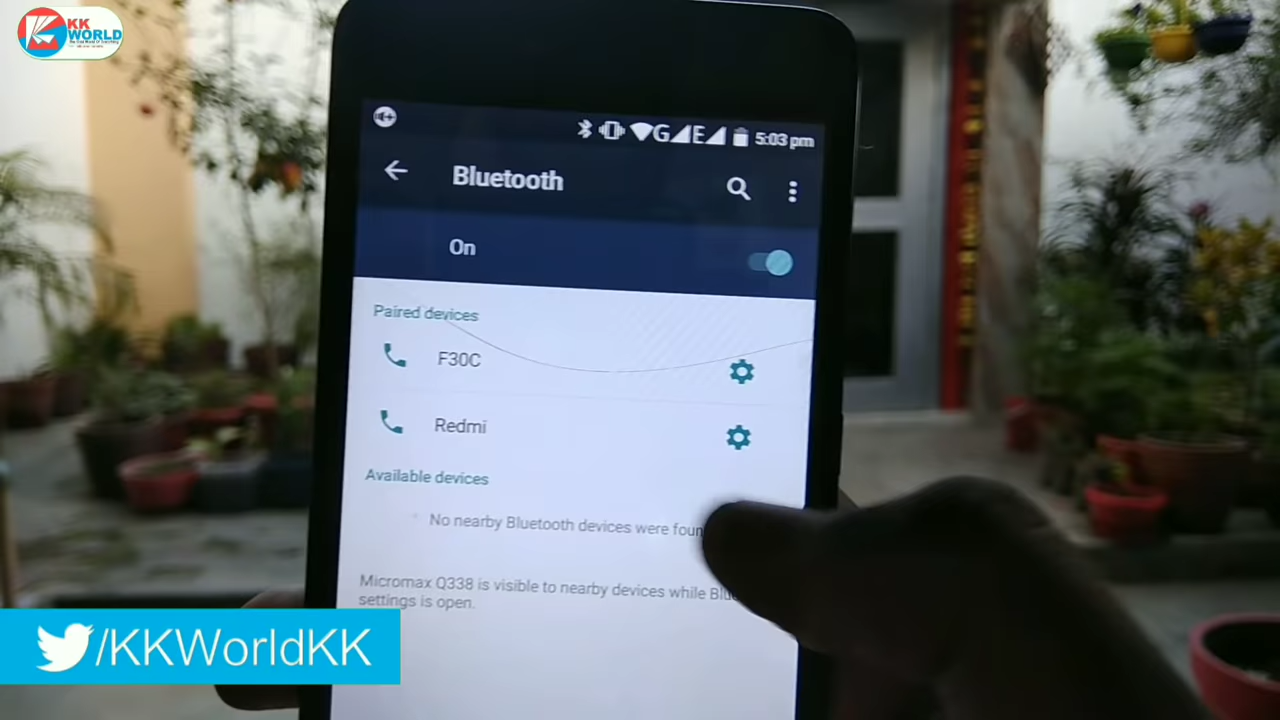 KK
WORLD
G
E
5:03 pm
Bluetooth
On
Paired devices
F30C
Redmi
Available devices
No nearby Bluetooth devices were foun
Micromax Q338 is visible to nearby devices while Blu
settings is open.
/KKWorldKK